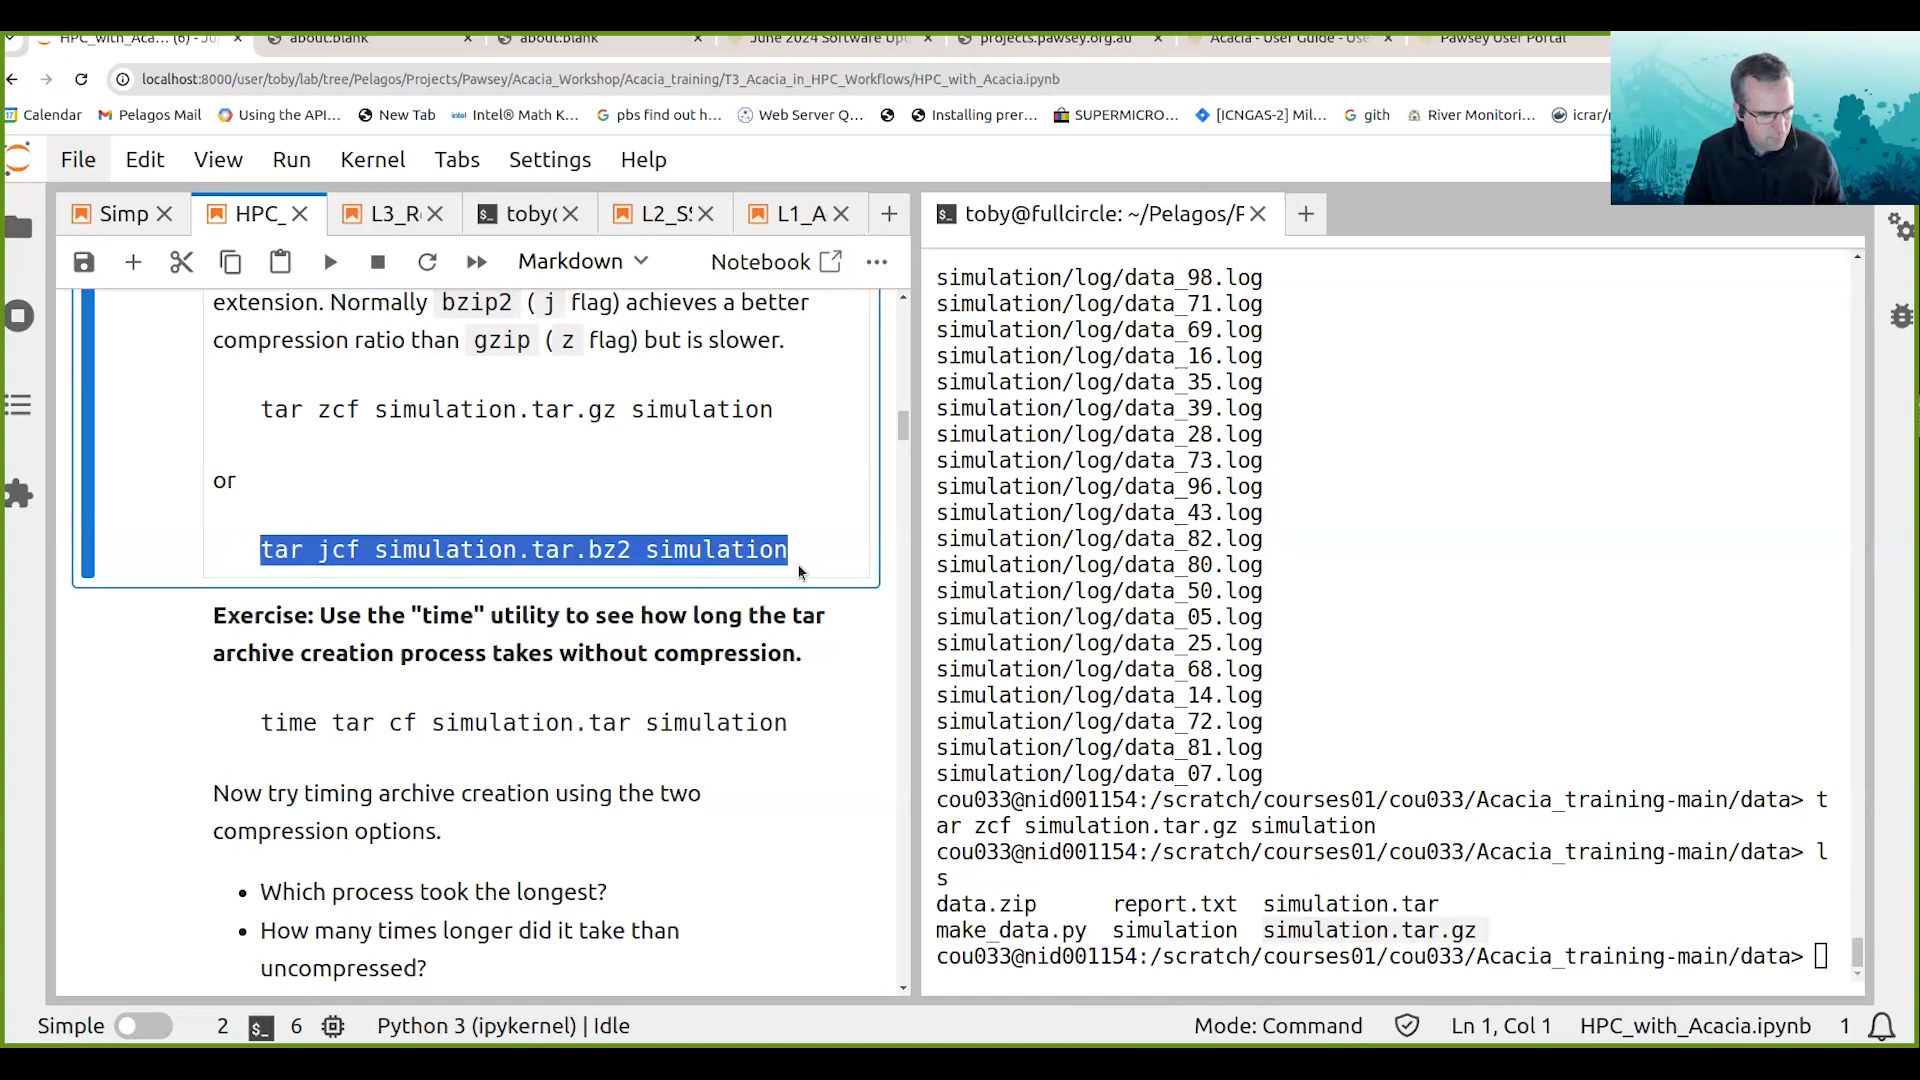 HPC_with_Aca... (6) - Ju
about:blank
about:blank
June 2024 Software Up
projects.pawsey.org.au
Acacia - User Guide - Use
Pawsey User Portal
localhost:8000/user/toby/lab/tree/Pelagos/Projects/Pawsey/Acacia_Workshop/Acacia_training/T3_Acacia_in_HPC_Workflows/HPC_with_Acacia.ipynb
Calendar Pelagos Mail Using the API... New Tab Intel® Math K... pbs find out h... Web Server Q... Installing prer... SUPERMICRO... [ICNGAS-2] Mil... gith River Monitori... icrar/r
File Edit View Run Kernel Tabs Settings Help
Simp HPC_ L3_R toby( L2_S L1_A
toby@fullcircle: ~/Pelagos/F
Markdown Notebook
extension. Normally bzip2 ( j flag) achieves a better
compression ratio than gzip ( z flag) but is slower.
tar zcf simulation.tar.gz simulation
or
tar jcf simulation.tar.bz2 simulation
Exercise: Use the "time" utility to see how long the tar
archive creation process takes without compression.
time tar cf simulation.tar simulation
Now try timing archive creation using the two
compression options.
• Which process took the longest?
• How many times longer did it take than
uncompressed?
simulation/log/data_98.log
simulation/log/data_71.log
simulation/log/data_69.log
simulation/log/data_16.log
simulation/log/data_35.log
simulation/log/data_39.log
simulation/log/data_28.log
simulation/log/data_73.log
simulation/log/data_96.log
simulation/log/data_43.log
simulation/log/data_82.log
simulation/log/data_80.log
simulation/log/data_50.log
simulation/log/data_05.log
simulation/log/data_25.log
simulation/log/data_68.log
simulation/log/data_14.log
simulation/log/data_72.log
simulation/log/data_81.log
simulation/log/data_07.log
cou033@nid001154:/scratch/courses01/cou033/Acacia_training-main/data> t
ar zcf simulation.tar.gz simulation
cou033@nid001154:/scratch/courses01/cou033/Acacia_training-main/data> l
s
data.zip report.txt simulation.tar
make_data.py simulation simulation.tar.gz
cou033@nid001154:/scratch/courses01/cou033/Acacia_training-main/data>
Simple 2 6 Python 3 (ipykernel) | Idle Mode: Command Ln 1, Col 1 HPC_with_Acacia.ipynb 1